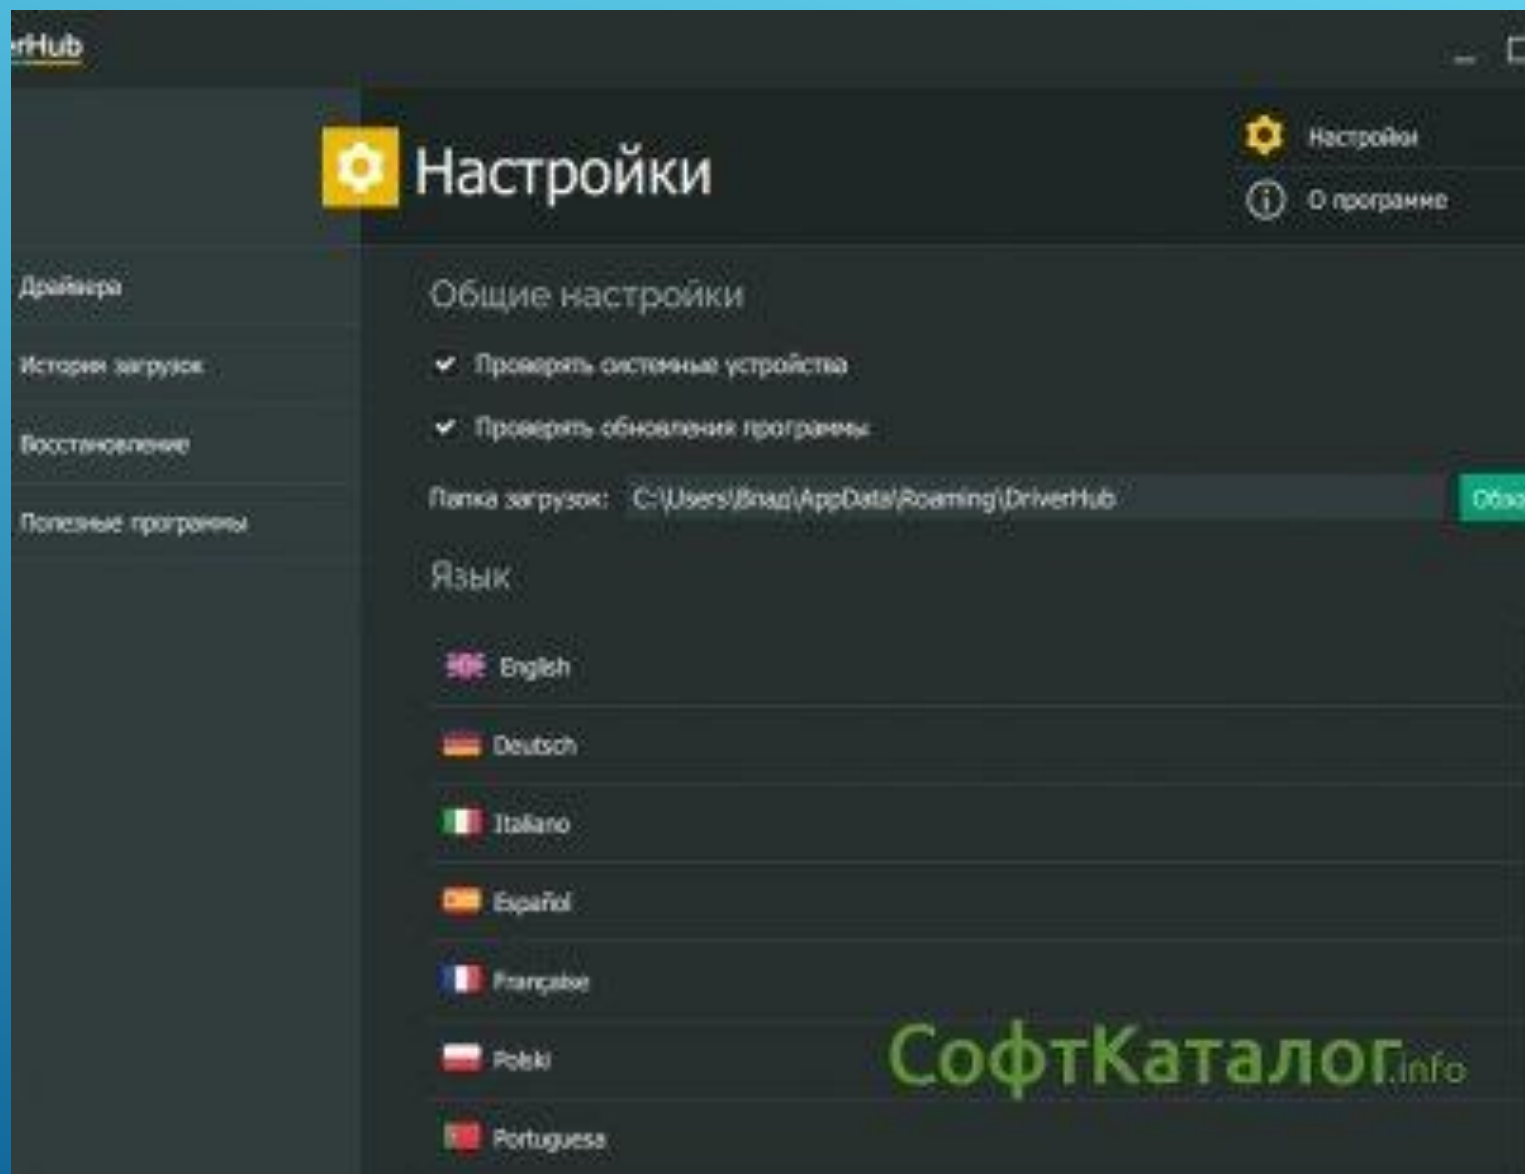 erHub
Настройки
Настройки
О программе
Драйвера
История загрузок
Восстановление
Полезные программы
Общие настройки
Проверять системные устройства
Проверять обновления программы
Папка загрузок: C:\Users\Влад\AppData\Roaming\DriverHub
Обзо
Язык
English
Deutsch
Italiano
Español
Française
Polski
Portuguesa
СофтКаталог.info